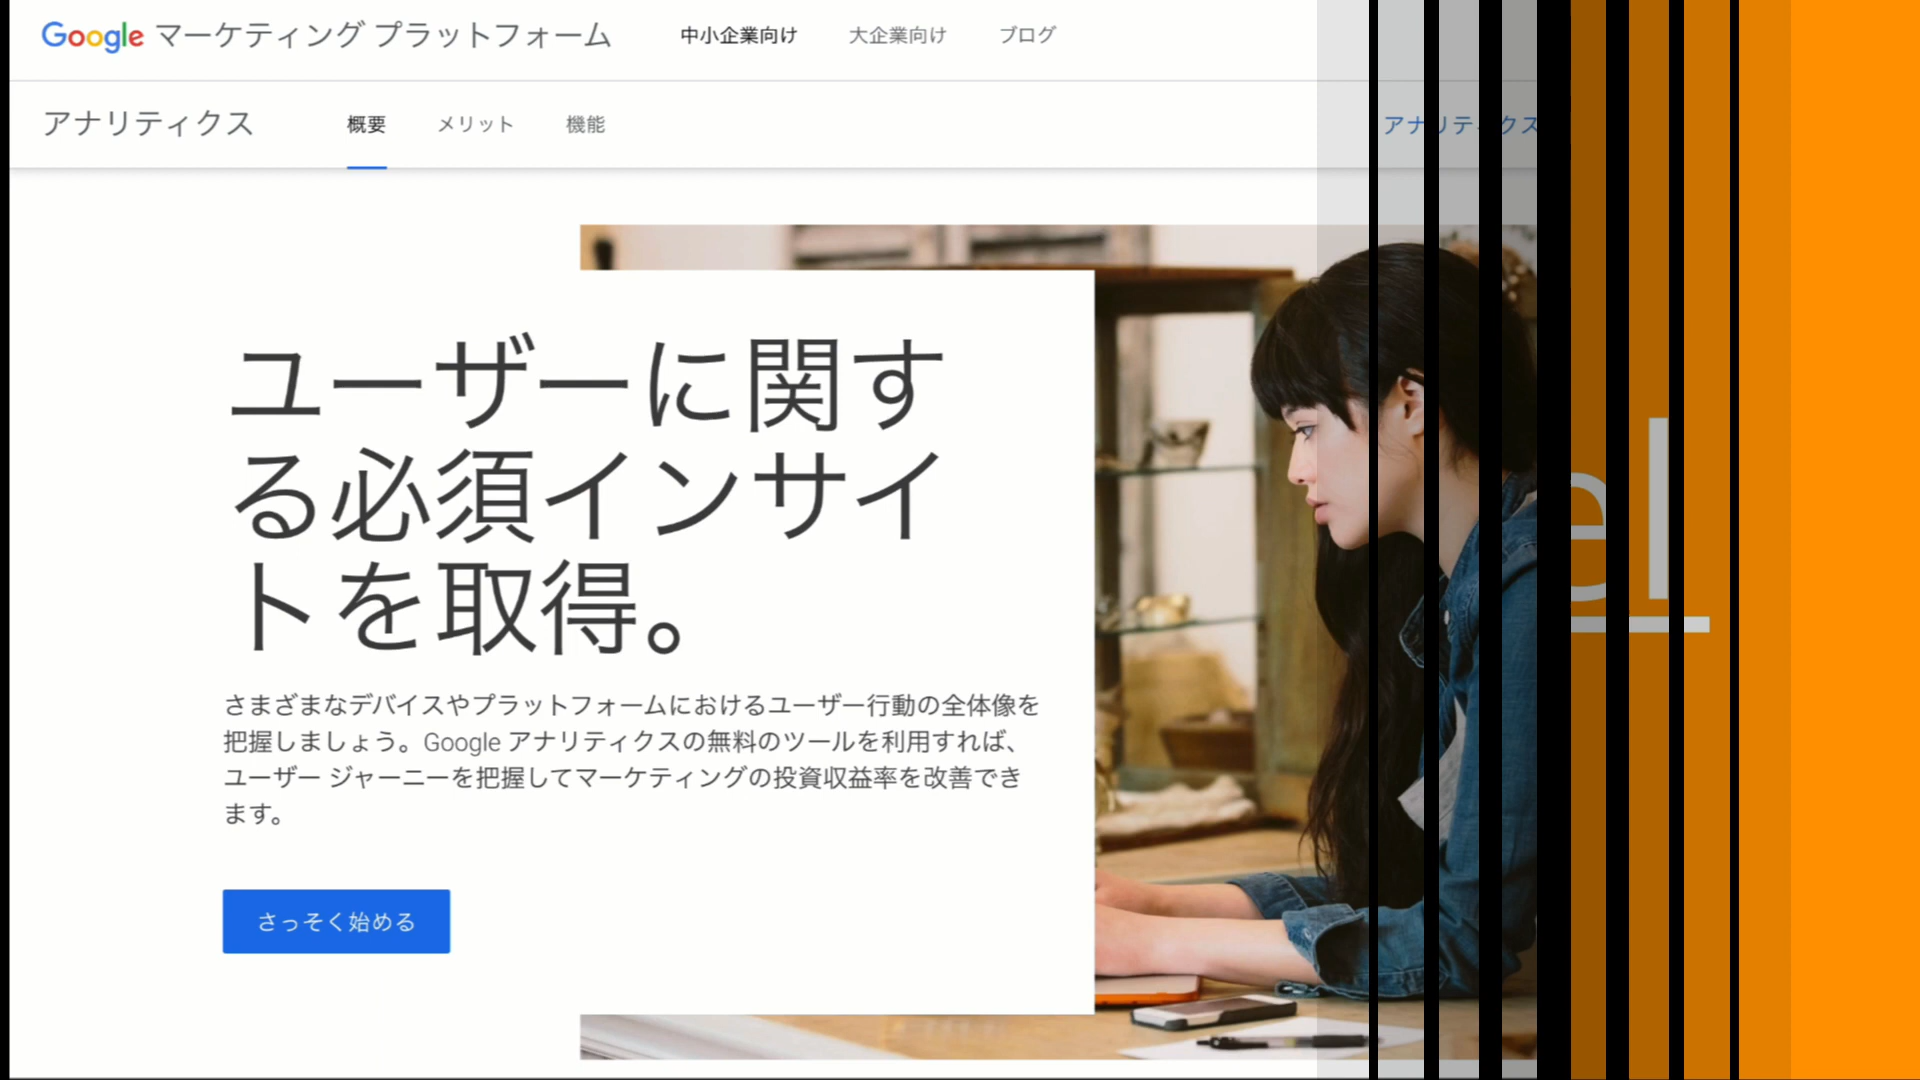 Google マーケティング プラットフォーム 中小企業向け 大企業向け ブログ
アナリティクス 概要 メリット 機能
ユーザーに関す
る必須インサイ
トを取得。
さまざまなデバイスやプラットフォームにおけるユーザー行動の全体像を
把握しましょう。Google アナリティクスの無料のツールを利用すれば、
ユーザー ジャーニーを把握してマーケティングの投資収益率を改善でき
ます。
さっそく始める
el